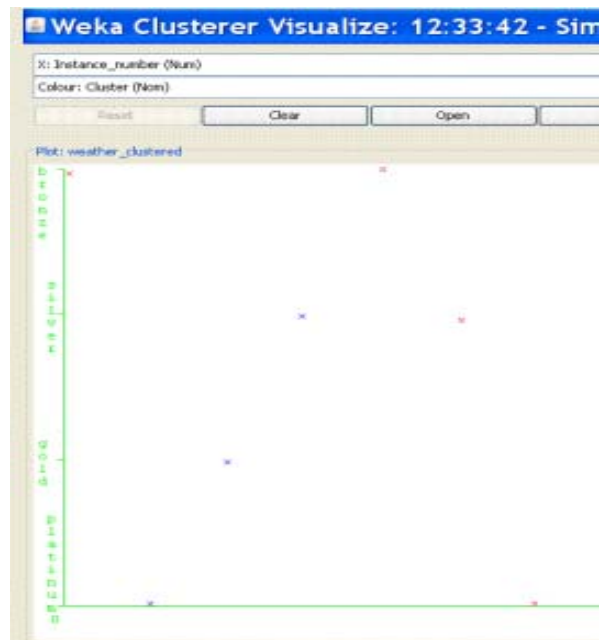 Weka Clusterer Visualize: 12:33:42 - Sim
X: Instance_number (Num)
Colour: Cluster (Nom)
Reset Clear Open
Plot: weather_clustered
bronze
silver
gold
platinum
0